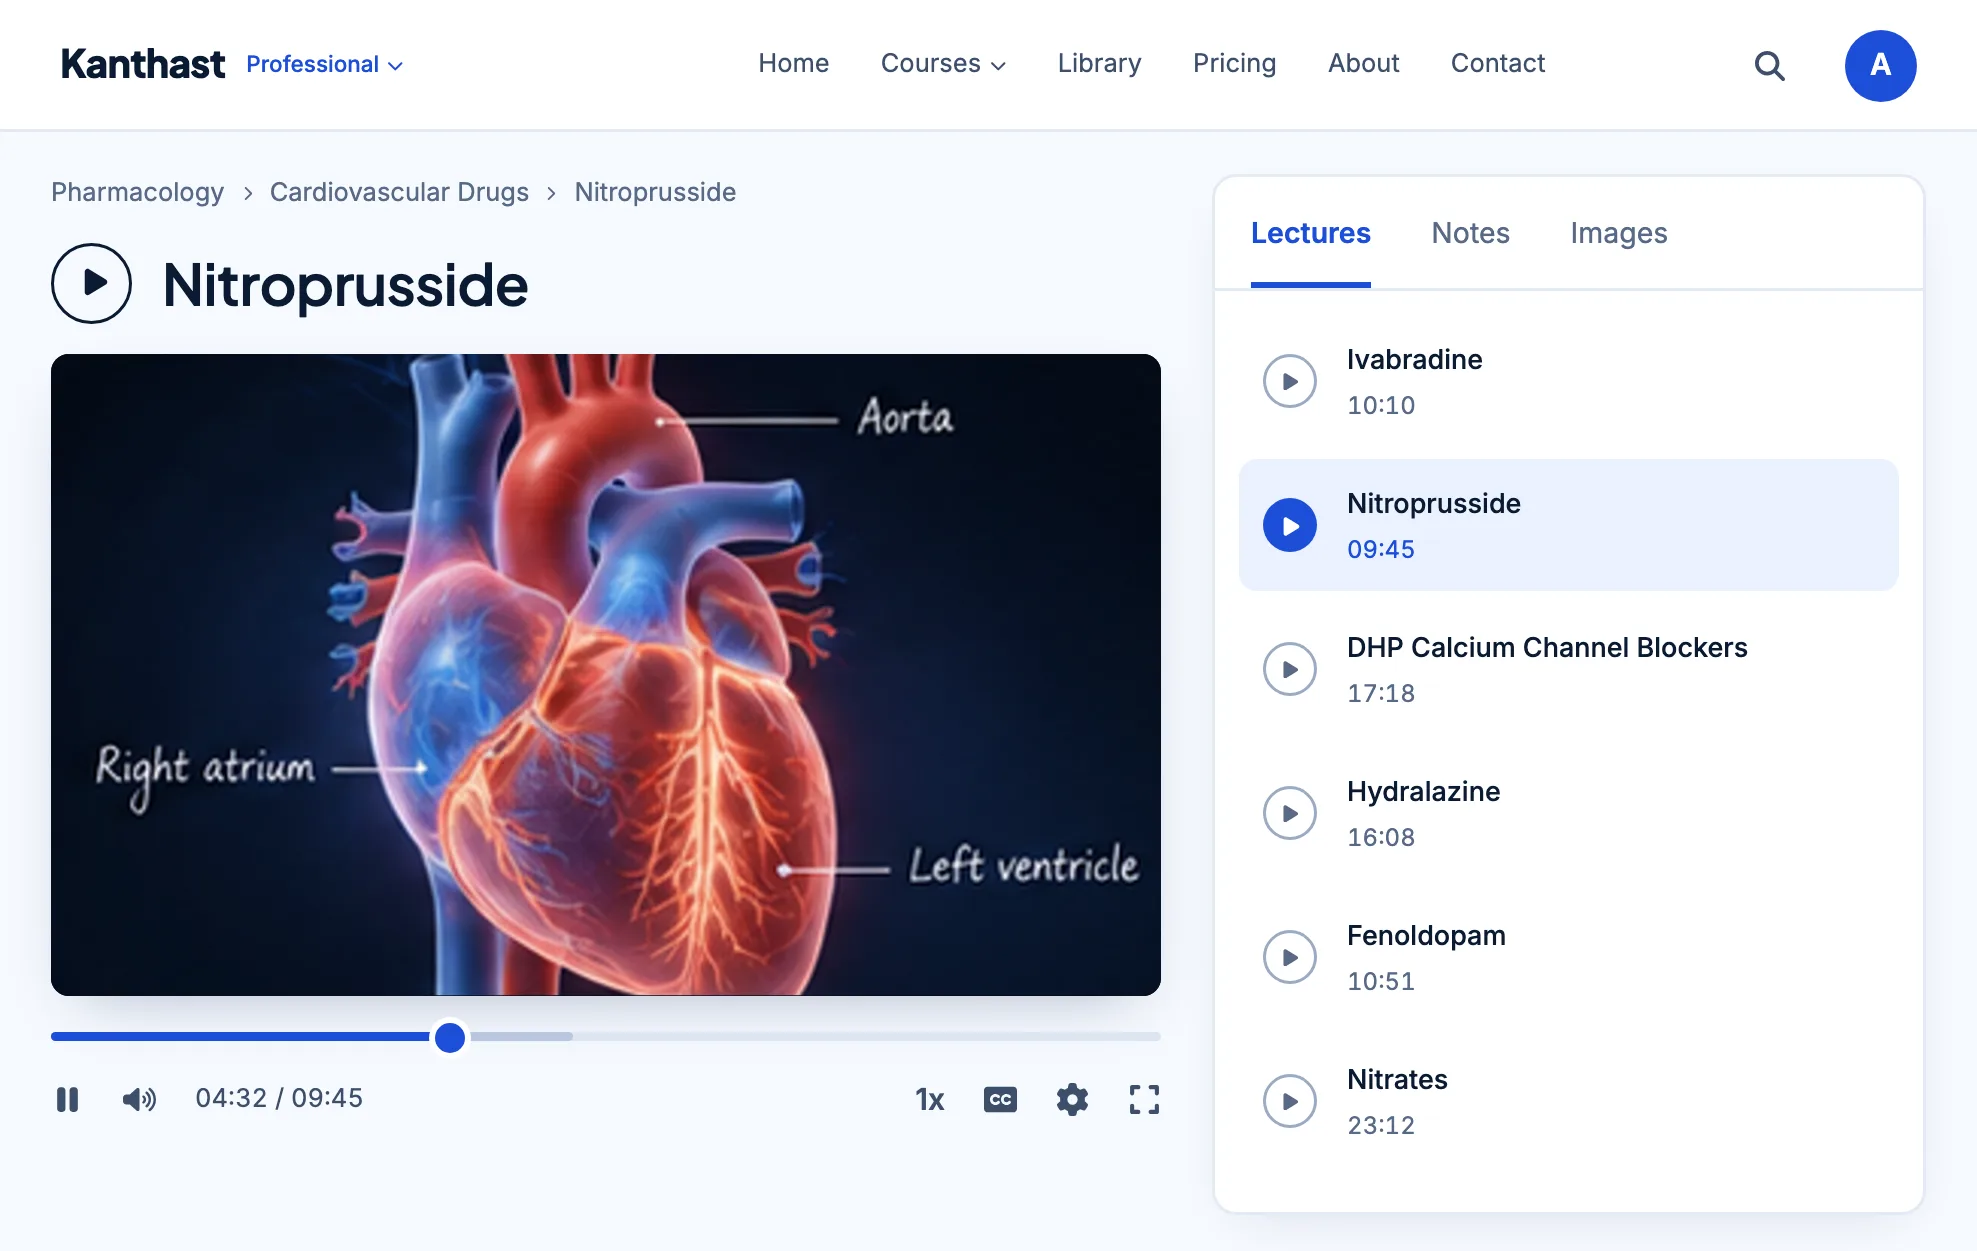 Kanthast Professional
Home Courses Library Pricing About Contact
A
Pharmacology > Cardiovascular Drugs > Nitroprusside
Nitroprusside
Aorta
Right atrium
Left ventricle
04:32 / 09:45
1x
CC
Lectures Notes Images
Ivabradine
10:10
Nitroprusside
09:45
DHP Calcium Channel Blockers
17:18
Hydralazine
16:08
Fenoldopam
10:51
Nitrates
23:12